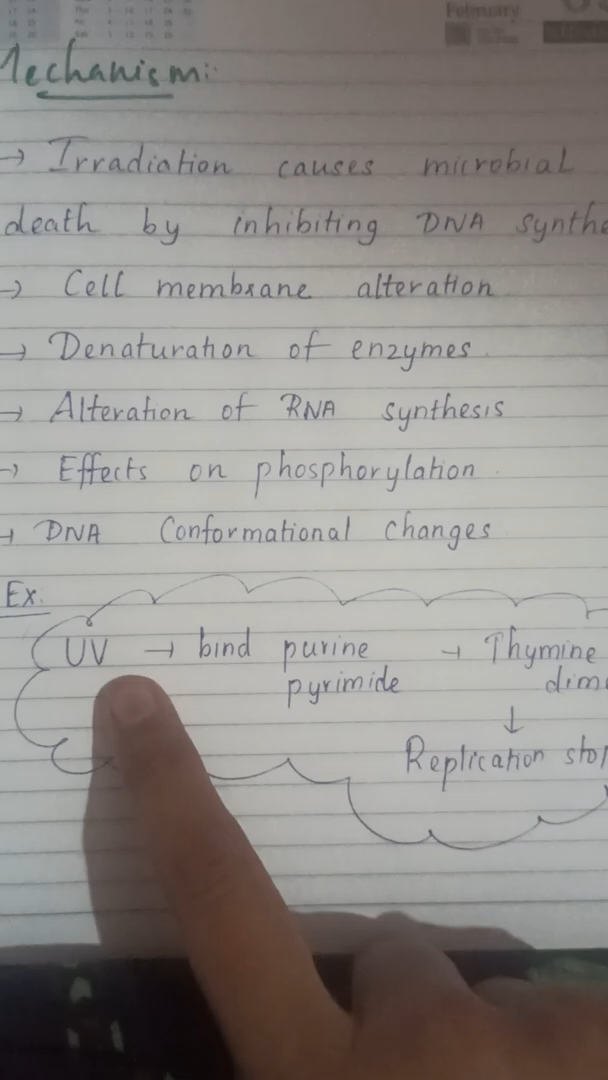 February
Mechanism:
→ Irradiation causes microbial
death by inhibiting DNA synthe
→ Cell membrane alteration
→ Denaturation of enzymes
→ Alteration of RNA synthesis
→ Effects on phosphorylation
→ DNA Conformational changes
Ex:
UV → bind purine → Thymine
pyrimide dim
↓
Replication sto